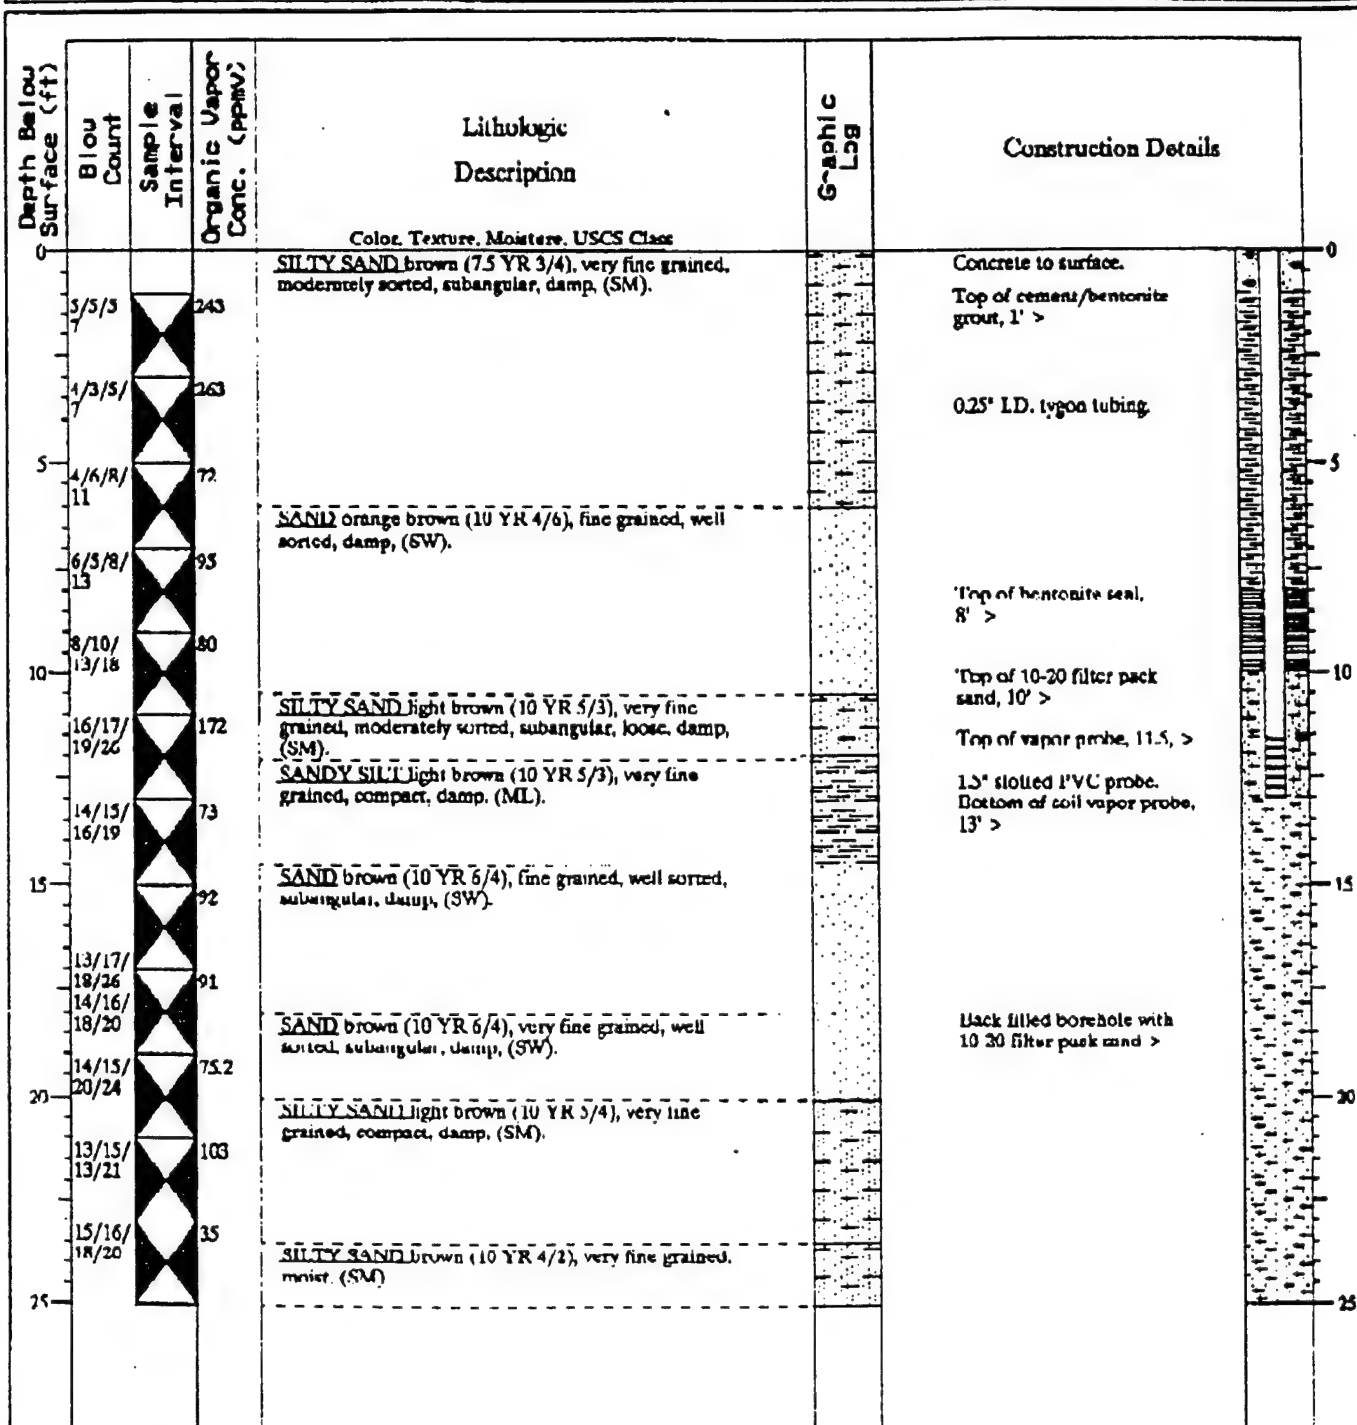 Depth Below
Surface (ft)
Blow
Count
Sample
Interval
Organic Vapor
Conc. (ppmv)
Lithologic
Description
Color, Texture, Moisture, USCS Class
Graphic
Log
Construction Details
0
0
SILTY SAND brown (7.5 YR 3/4), very fine grained,
moderately sorted, subangular, damp, (SM).
Concrete to surface.
5/5/5
7
243
Top of cement/bentonite
grout, 1' >
4/3/5/
7
263
0.25" I.D. tygon tubing.
5
5
4/6/8/
11
72
SAND orange brown (10 YR 4/6), fine grained, well
sorted, damp, (SW).
6/5/8/
13
95
Top of bentonite seal,
8' >
8/10/
13/18
80
10
10
Top of 10-20 filter pack
sand, 10' >
SILTY SAND light brown (10 YR 5/3), very fine
grained, moderately sorted, subangular, loose, damp,
(SM).
16/17/
19/26
172
Top of vapor probe, 11.5, >
SANDY SILT light brown (10 YR 5/3), very fine
grained, compact, damp. (ML).
1.5" slotted PVC probe.
Bottom of soil vapor probe,
13' >
14/15/
16/19
73
SAND brown (10 YR 6/4), fine grained, well sorted,
subangular, damp, (SW).
15
15
92
13/17/
18/26
91
14/16/
18/20
SAND brown (10 YR 6/4), very fine grained, well
sorted, subangular, damp, (SW).
Back filled borehole with
10-20 filter pack sand >
14/15/
20/24
75.2
20
20
SILTY SAND light brown (10 YR 5/4), very fine
grained, compact, damp, (SM).
13/15/
13/21
103
15/16/
18/20
35
SILTY SAND brown (10 YR 4/2), very fine grained,
moist, (SM)
25
25